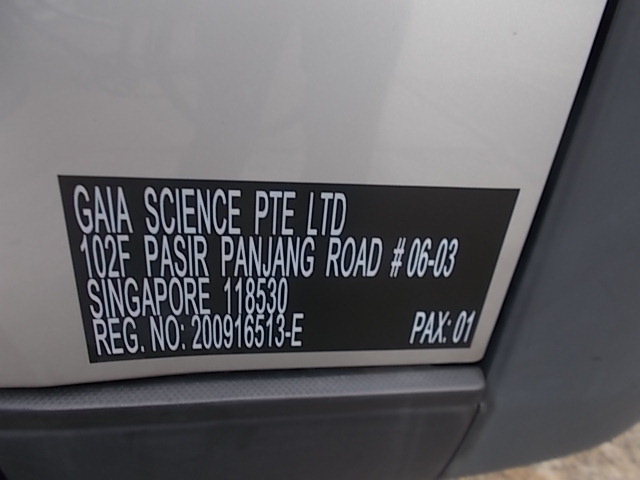 GAIA SCIENCE PTE LTD
102F PASIR PANJANG ROAD # 06-03
SINGAPORE 118530
REG. NO: 200916513-E PAX: 01